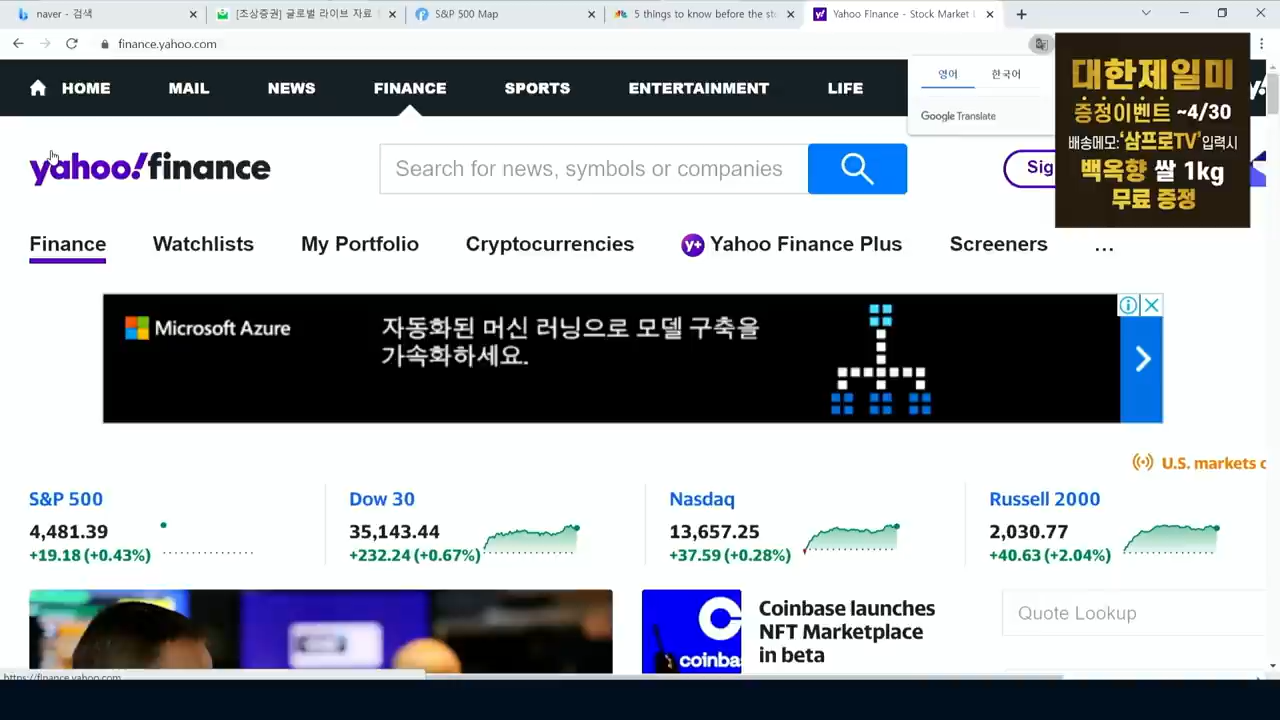 naver - 검색
[조상증권] 글로벌 라이브 자료
S&P 500 Map
5 things to know before the st
Yahoo Finance - Stock Market
finance.yahoo.com
HOME
MAIL
NEWS
FINANCE
SPORTS
ENTERTAINMENT
LIFE
영어
한국어
Google Translate
대한제일미
증정이벤트 ~4/30
배송메모:'삼프로TV'입력시
백옥향 쌀 1kg
무료 증정
yahoo!finance
Search for news, symbols or companies
Sig
Finance
Watchlists
My Portfolio
Cryptocurrencies
y+ Yahoo Finance Plus
Screeners
...
Microsoft Azure
자동화된 머신 러닝으로 모델 구축을
가속화하세요.
U.S. markets c
S&P 500
4,481.39
+19.18 (+0.43%)
Dow 30
35,143.44
+232.24 (+0.67%)
Nasdaq
13,657.25
+37.59 (+0.28%)
Russell 2000
2,030.77
+40.63 (+2.04%)
coinba
Coinbase launches
NFT Marketplace
in beta
Quote Lookup
https://finance.yahoo.com